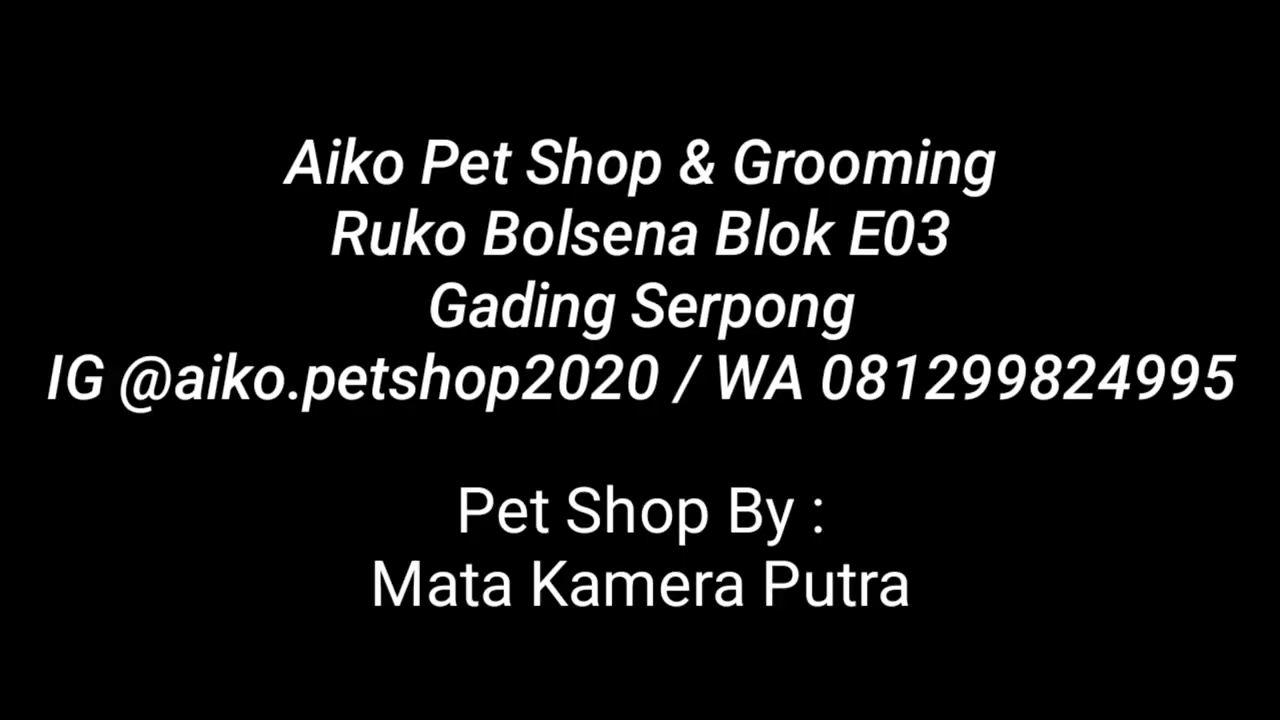 Aiko Pet Shop & Grooming
Ruko Bolsena Blok E03
Gading Serpong
IG @aiko.petshop2020 / WA 081299824995
Pet Shop By :
Mata Kamera Putra